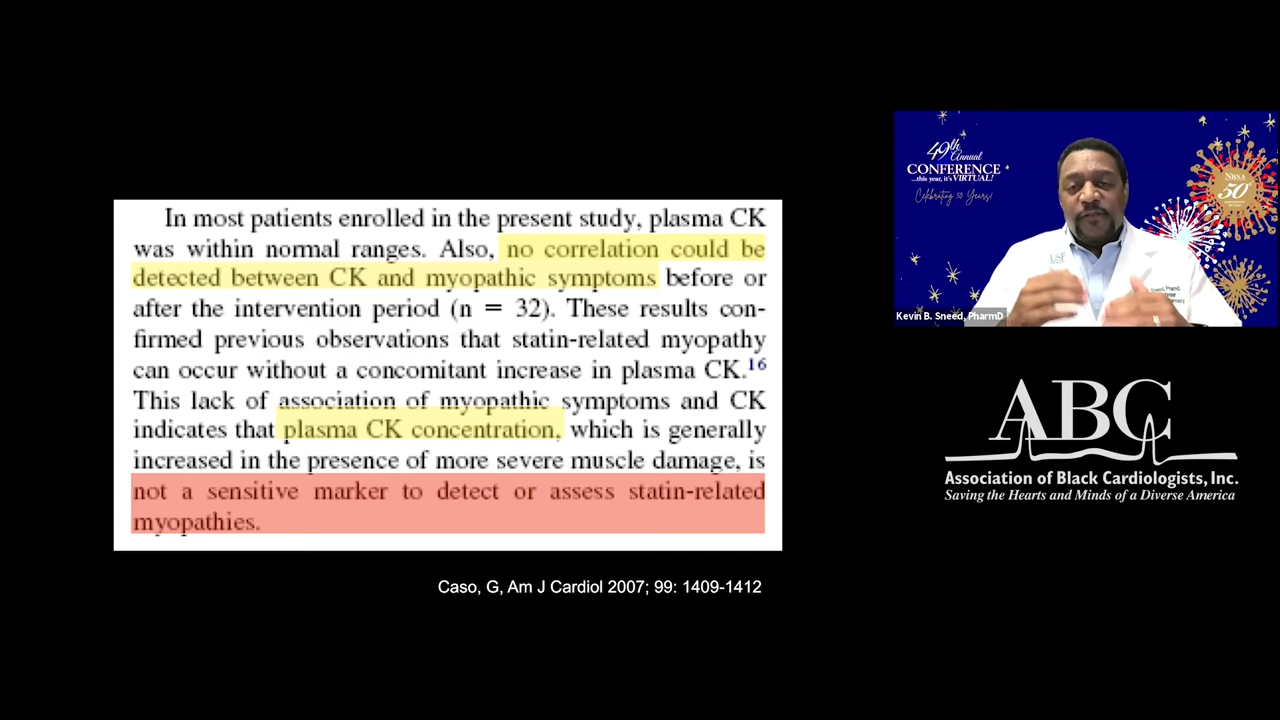 In most patients enrolled in the present study, plasma CK
was within normal ranges. Also, no correlation could be
detected between CK and myopathic symptoms before or
after the intervention period (n = 32). These results con-
firmed previous observations that statin-related myopathy
can occur without a concomitant increase in plasma CK.16
This lack of association of myopathic symptoms and CK
indicates that plasma CK concentration, which is generally
increased in the presence of more severe muscle damage, is
not a sensitive marker to detect or assess statin-related
myopathies.
Caso, G, Am J Cardiol 2007; 99: 1409-1412
49th Annual
CONFERENCE
...this year, it's VIRTUAL!
Celebrating 50 Years!
NBNA
50
USF
Sneed, PharmD
Kevin B. Sneed, PharmD
ABC
Association of Black Cardiologists, Inc.
Saving the Hearts and Minds of a Diverse America